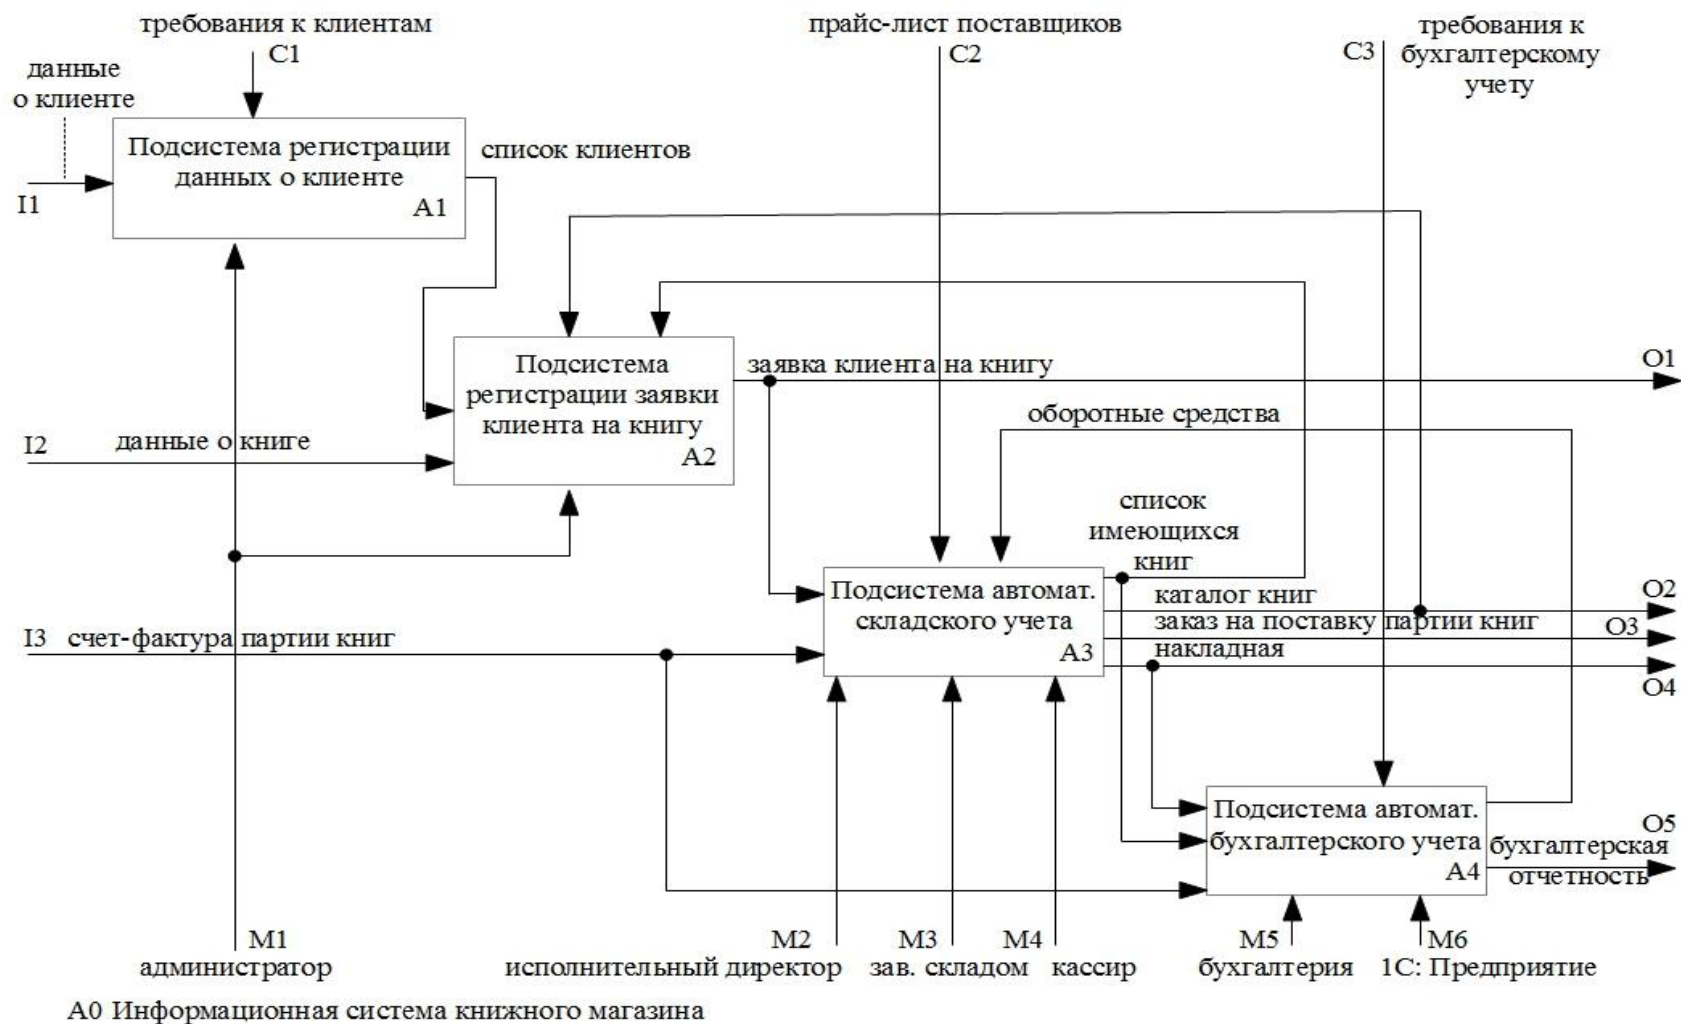 требования к клиентам
C1
прайс-лист поставщиков
C2
требования к
бухгалтерскому
учету
C3
данные
о клиенте
I1
Подсистема регистрации
данных о клиенте
A1
список клиентов
Подсистема
регистрации заявки
клиента на книгу
A2
заявка клиента на книгу
O1
I2
данные о книге
оборотные средства
список
имеющихся
книг
Подсистема автомат.
складского учета
A3
каталог книг
O2
заказ на поставку партии книг
O3
накладная
O4
I3
счет-фактура партии книг
Подсистема автомат.
бухгалтерского учета
A4
O5
бухгалтерская
отчетность
M1
администратор
M2
исполнительный директор
M3
зав. складом
M4
кассир
M5
бухгалтерия
M6
1С: Предприятие
A0 Информационная система книжного магазина